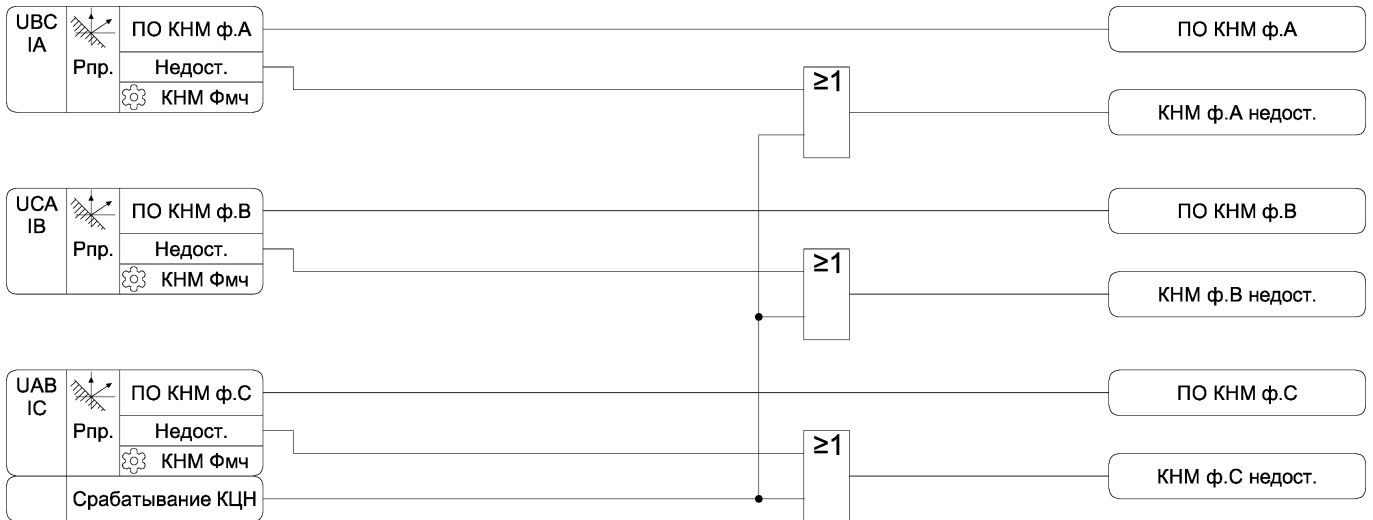 UBC
IA
ПО КНМ ф.А
ПО КНМ ф.А
Рпр.
Недост.
КНМ Фмч
≥1
КНМ ф.А недост.
UCA
IB
ПО КНМ ф.В
ПО КНМ ф.В
Рпр.
Недост.
КНМ Фмч
≥1
КНМ ф.В недост.
UAB
IC
ПО КНМ ф.С
ПО КНМ ф.С
Рпр.
Недост.
КНМ Фмч
≥1
КНМ ф.С недост.
Срабатывание КЦН